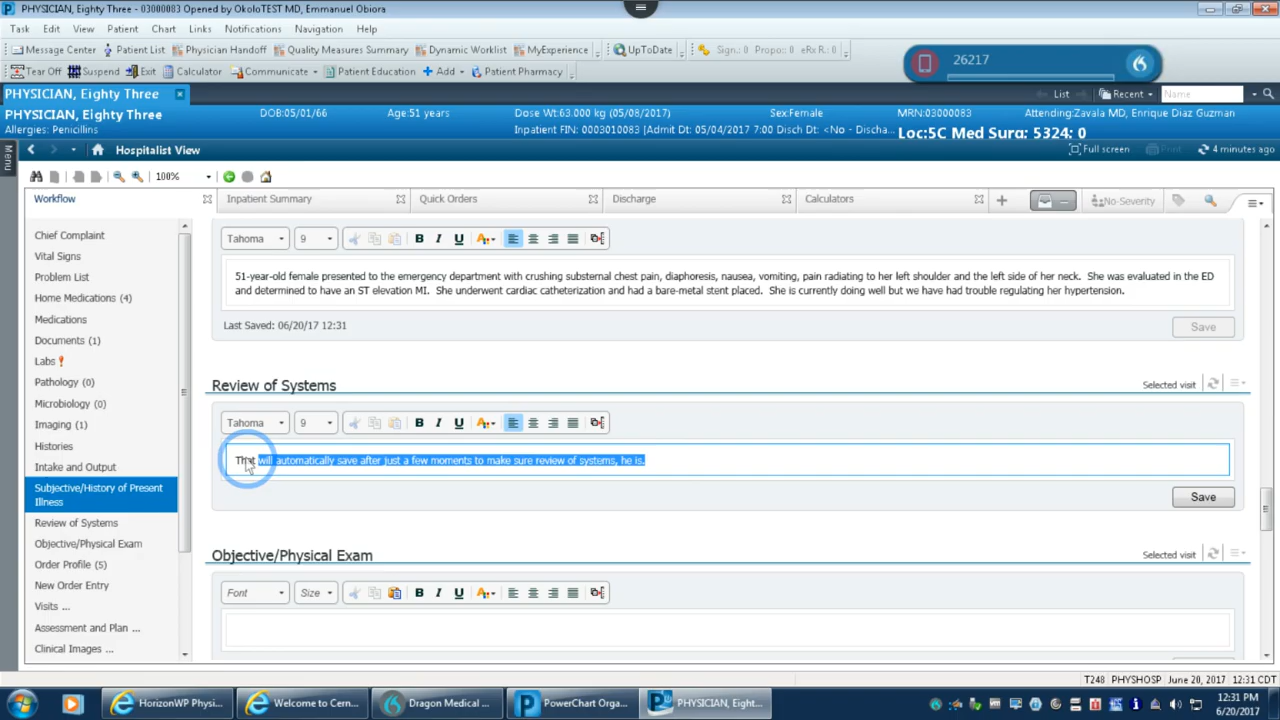 PHYSICIAN, Eighty Three - 03000083 Opened by OkoloTEST MD, Emmanuel Obiora
Task Edit View Patient Chart Links Notifications Navigation Help
Message Center Patient List Physician Handoff Quality Measures Summary Dynamic Worklist MyExperience UpToDate Sign.: 0 Propo.: 0 eRx R.: 0
26217
Tear Off Suspend Exit Calculator Communicate Patient Education Add Patient Pharmacy
PHYSICIAN, Eighty Three List Recent Name
PHYSICIAN, Eighty Three DOB:05/01/66 Age:51 years Dose Wt:63.000 kg (05/08/2017) Sex:Female MRN:03000083 Attending:Zavala MD, Enrique Diaz Guzman
Allergies: Penicillins Inpatient FIN: 0003010083 [Admit Dt: 05/04/2017 7:00 Disch Dt: <No - Discha... Loc:5C Med Surg: 5324: 0
Menu
Hospitalist View Full screen Print 4 minutes ago
100%
Workflow Inpatient Summary Quick Orders Discharge Calculators No-Severity
Chief Complaint
Vital Signs
Problem List
Home Medications (4)
Medications
Documents (1)
Labs
Pathology (0)
Microbiology (0)
Imaging (1)
Histories
Intake and Output
Subjective/History of Present
Illness
Review of Systems
Objective/Physical Exam
Order Profile (5)
New Order Entry
Visits ...
Assessment and Plan ...
Clinical Images ...
Tahoma 9 B I U A
51-year-old female presented to the emergency department with crushing substernal chest pain, diaphoresis, nausea, vomiting, pain radiating to her left shoulder and the left side of her neck. She was evaluated in the ED
and determined to have an ST elevation MI. She underwent cardiac catheterization and had a bare-metal stent placed. She is currently doing well but we have had trouble regulating her hypertension.
Last Saved: 06/20/17 12:31 Save
Review of Systems Selected visit
Tahoma 9 B I U A
That will automatically save after just a few moments to make sure review of systems, he is.
Save
Objective/Physical Exam Selected visit
Font Size B I U A
T248 PHYSHOSP June 20, 2017 12:31 CDT
HorizonWP Physi... Welcome to Cern... Dragon Medical ... PowerChart Orga... PHYSICIAN, Eight...
12:31 PM
6/20/2017